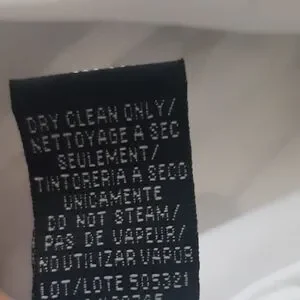 DRY CLEAN ONLY/
NETTOYAGE A SEC
SEULEMENT/
TINTORERIA A SECO
UNICAMENTE
DO NOT STEAM/
PAS DE VAPEUR/
NO UTILIZAR VAPOR
LOT/LOTE 505321